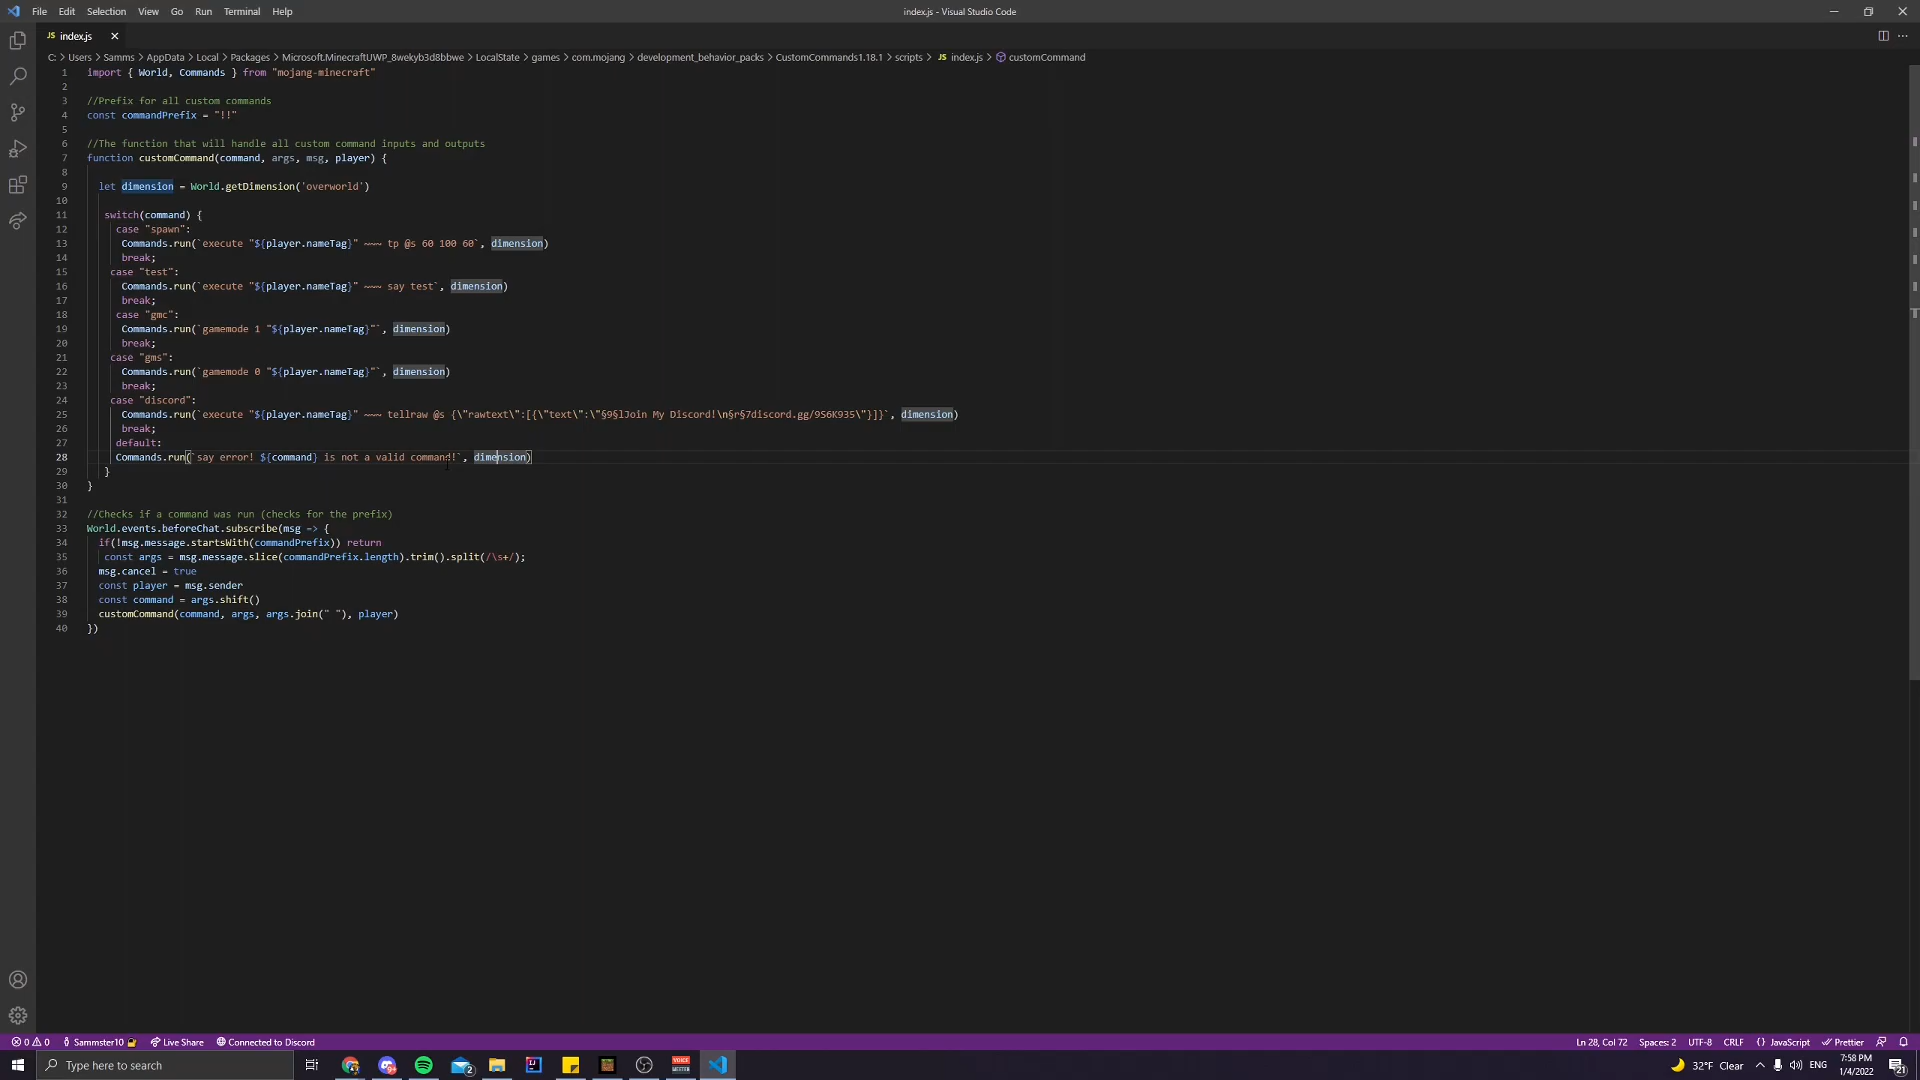 File Edit Selection View Go Run Terminal Help
index.js - Visual Studio Code
JS index.js
C: > Users > Samms > AppData > Local > Packages > Microsoft.MinecraftUWP_8wekyb3d8bbwe > LocalState > games > com.mojang > development_behavior_packs > CustomCommands1.18.1 > scripts > JS index.js > customCommand
1 import { World, Commands } from "mojang-minecraft"
2
3 //Prefix for all custom commands
4 const commandPrefix = "!!"
5
6 //The function that will handle all custom command inputs and outputs
7 function customCommand(command, args, msg, player) {
8
9 let dimension = World.getDimension('overworld')
10
11 switch(command) {
12 case "spawn":
13 Commands.run(`execute "${player.nameTag}" ~~~ tp @s 60 100 60`, dimension)
14 break;
15 case "test":
16 Commands.run(`execute "${player.nameTag}" ~~~ say test`, dimension)
17 break;
18 case "gmc":
19 Commands.run(`gamemode 1 "${player.nameTag}"`, dimension)
20 break;
21 case "gms":
22 Commands.run(`gamemode 0 "${player.nameTag}"`, dimension)
23 break;
24 case "discord":
25 Commands.run(`execute "${player.nameTag}" ~~~ tellraw @s {\"rawtext\":[{\"text\":\"§9§lJoin My Discord!\n§r§7discord.gg/9S6K935\"}]}`, dimension)
26 break;
27 default:
28 Commands.run(`say error! ${command} is not a valid command!`, dimension)
29 }
30 }
31
32 //Checks if a command was run (checks for the prefix)
33 World.events.beforeChat.subscribe(msg => {
34 if(!msg.message.startsWith(commandPrefix)) return
35 const args = msg.message.slice(commandPrefix.length).trim().split(/\s+/);
36 msg.cancel = true
37 const player = msg.sender
38 const command = args.shift()
39 customCommand(command, args, args.join(" "), player)
40 })
0 0 Sammster10 Live Share Connected to Discord
Ln 28, Col 72 Spaces: 2 UTF-8 CRLF {} JavaScript Prettier
Type here to search
2
VOICE MEETER
32°F Clear
ENG
7:58 PM
1/4/2022
21